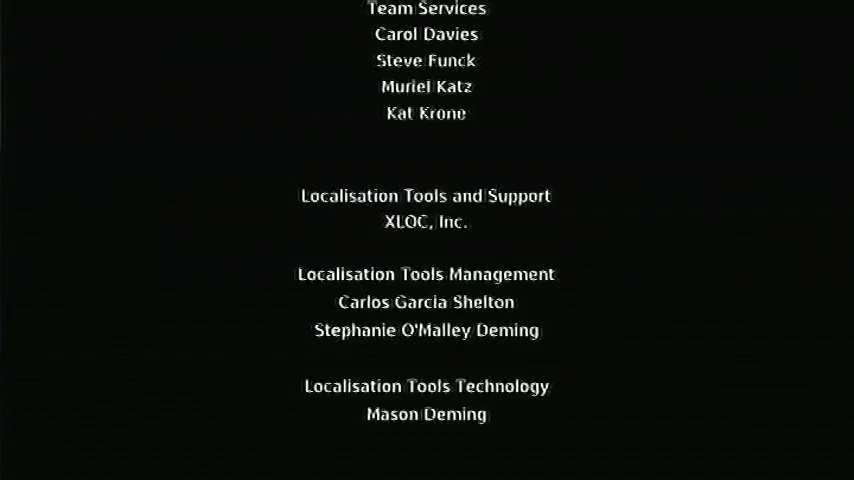 Team Services
Carol Davies
Steve Funck
Muriel Katz
Kat Krone
Localisation Tools and Support
XLOC, Inc.
Localisation Tools Management
Carlos Garcia Shelton
Stephanie O'Malley Deming
Localisation Tools Technology
Mason Deming